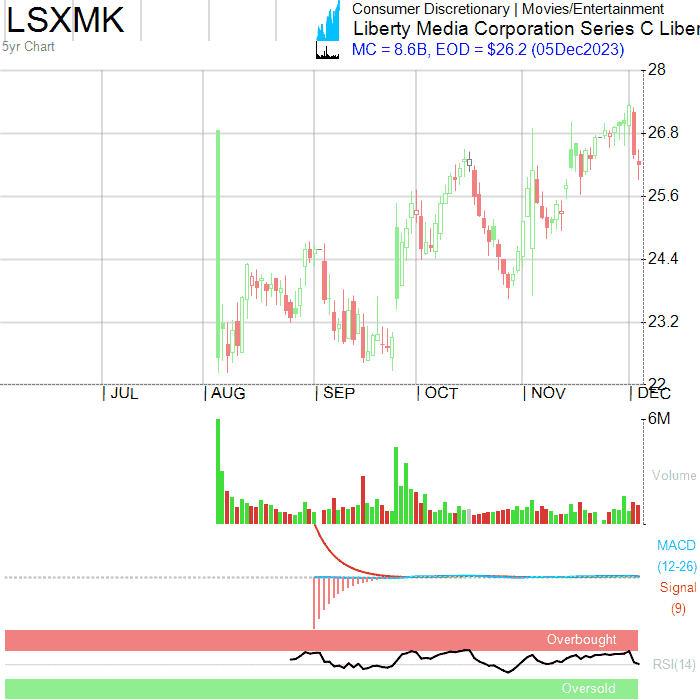 LSXMK
5yr Chart
Consumer Discretionary | Movies/Entertainment
Liberty Media Corporation Series C Liber
MC = 8.6B, EOD = $26.2 (05Dec2023)
28
26.8
25.6
24.4
23.2
22
| JUL | AUG | SEP | OCT | NOV | DEC
6M
Volume
MACD
(12-26)
Signal
(9)
Overbought
RSI(14)
Oversold